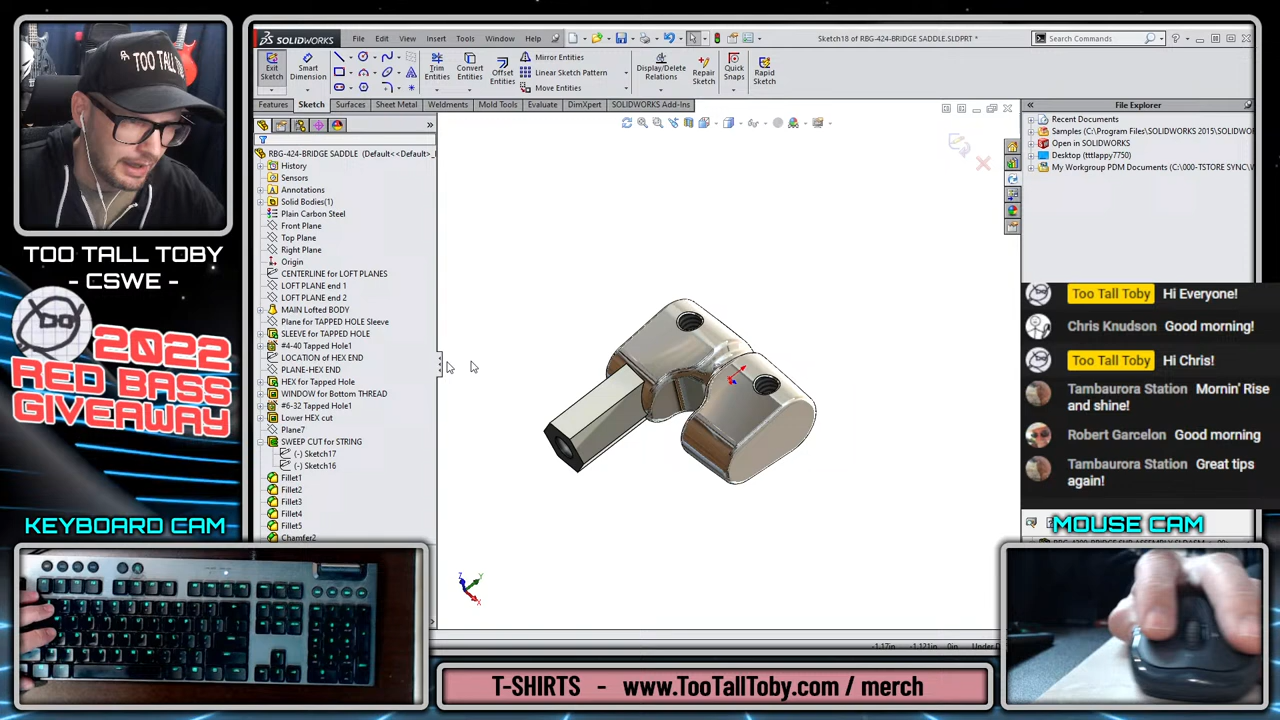 TOO TALL TOBY
TOO TALL TOBY
- CSWE -
2022
RED BASS
GIVEAWAY
KEYBOARD CAM
SOLIDWORKS
File Edit View Insert Tools Window Help
Sketch18 of RBG-424-BRIDGE SADDLE.SLDPRT *
Search Commands
Exit Sketch
Smart Dimension
Trim Entities
Convert Entities
Offset Entities
Mirror Entities
Linear Sketch Pattern
Move Entities
Display/Delete Relations
Repair Sketch
Quick Snaps
Rapid Sketch
Features Sketch Surfaces Sheet Metal Weldments Mold Tools Evaluate DimXpert SOLIDWORKS Add-Ins
RBG-424-BRIDGE SADDLE (Default<<Default>_
History
Sensors
Annotations
Solid Bodies(1)
Plain Carbon Steel
Front Plane
Top Plane
Right Plane
Origin
CENTERLINE for LOFT PLANES
LOFT PLANE end 1
LOFT PLANE end 2
MAIN Lofted BODY
Plane for TAPPED HOLE Sleeve
SLEEVE for TAPPED HOLE
#4-40 Tapped Hole1
LOCATION of HEX END
PLANE-HEX END
HEX for Tapped Hole
WINDOW for Bottom THREAD
#6-32 Tapped Hole1
Lower HEX cut
Plane7
SWEEP CUT for STRING
(-) Sketch17
(-) Sketch16
Fillet1
Fillet2
Fillet3
Fillet4
Fillet5
Chamfer2
Z
Y
X
-1.17in -1.121in 0in Under D
File Explorer
Recent Documents
Samples (C:\Program Files\SOLIDWORKS 2015\SOLIDWO
Open in SOLIDWORKS
Desktop (tttlappy7750)
My Workgroup PDM Documents (C:\000-TSTORE SYNC\V
Too Tall Toby Hi Everyone!
Chris Knudson Good morning!
Too Tall Toby Hi Chris!
Tambaurora Station Mornin' Rise
and shine!
Robert Garcelon Good morning
Tambaurora Station Great tips
again!
MOUSE CAM
T-SHIRTS - www.TooTallToby.com / merch